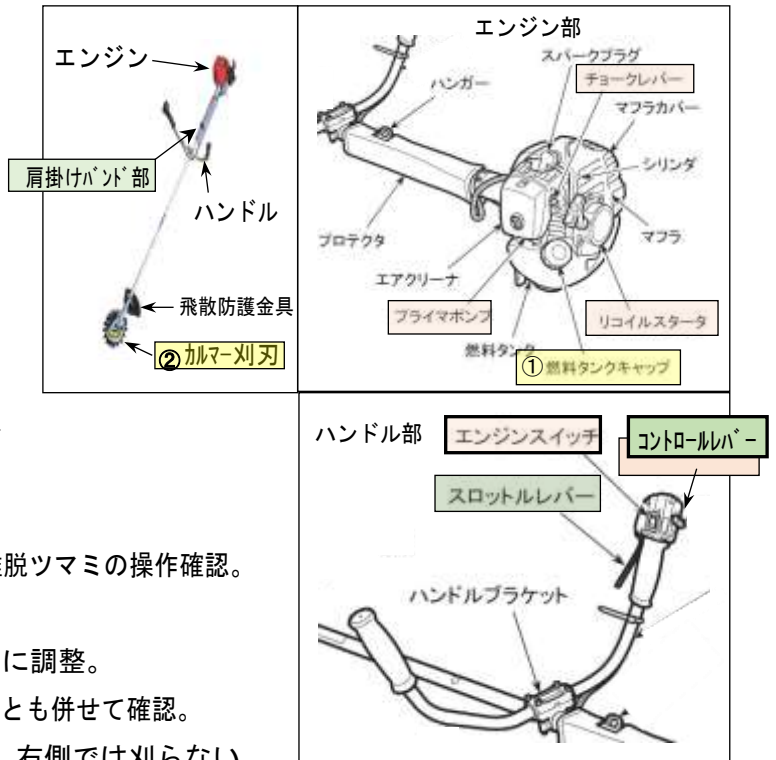 エンジン
肩掛けバンド部
ハンドル
飛散防護金具
②カルマー刈刃
エンジン部
スパークプラグ
チョークレバー
ハンガー
マフラカバー
シリンダ
プロテクタ
マフラ
エアクリーナ
プライマポンプ
リコイルスタータ
燃料タンク
①燃料タンクキャップ
ハンドル部
エンジンスイッチ
コントロールレバー
スロットルレバー
ハンドルブラケット
脱ツマミの操作確認。
に調整。
とも併せて確認。
右側では刈らない